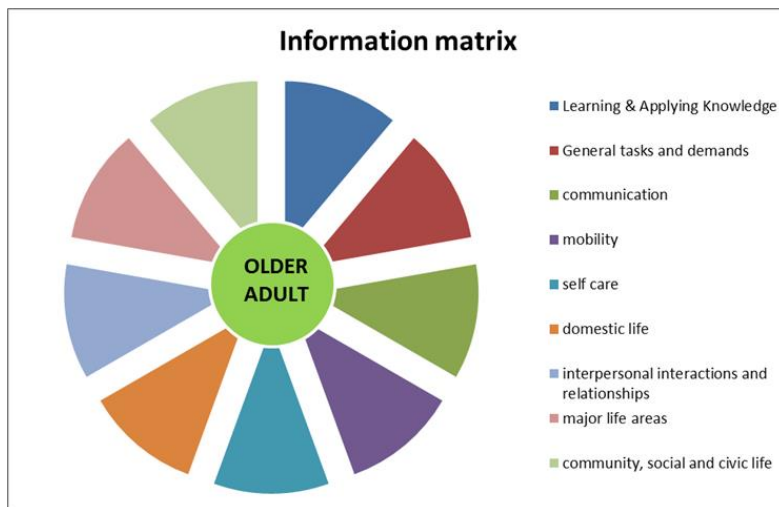 Information matrix
OLDER
ADULT
Learning & Applying Knowledge
General tasks and demands
communication
mobility
self care
domestic life
interpersonal interactions and
relationships
major life areas
community, social and civic life